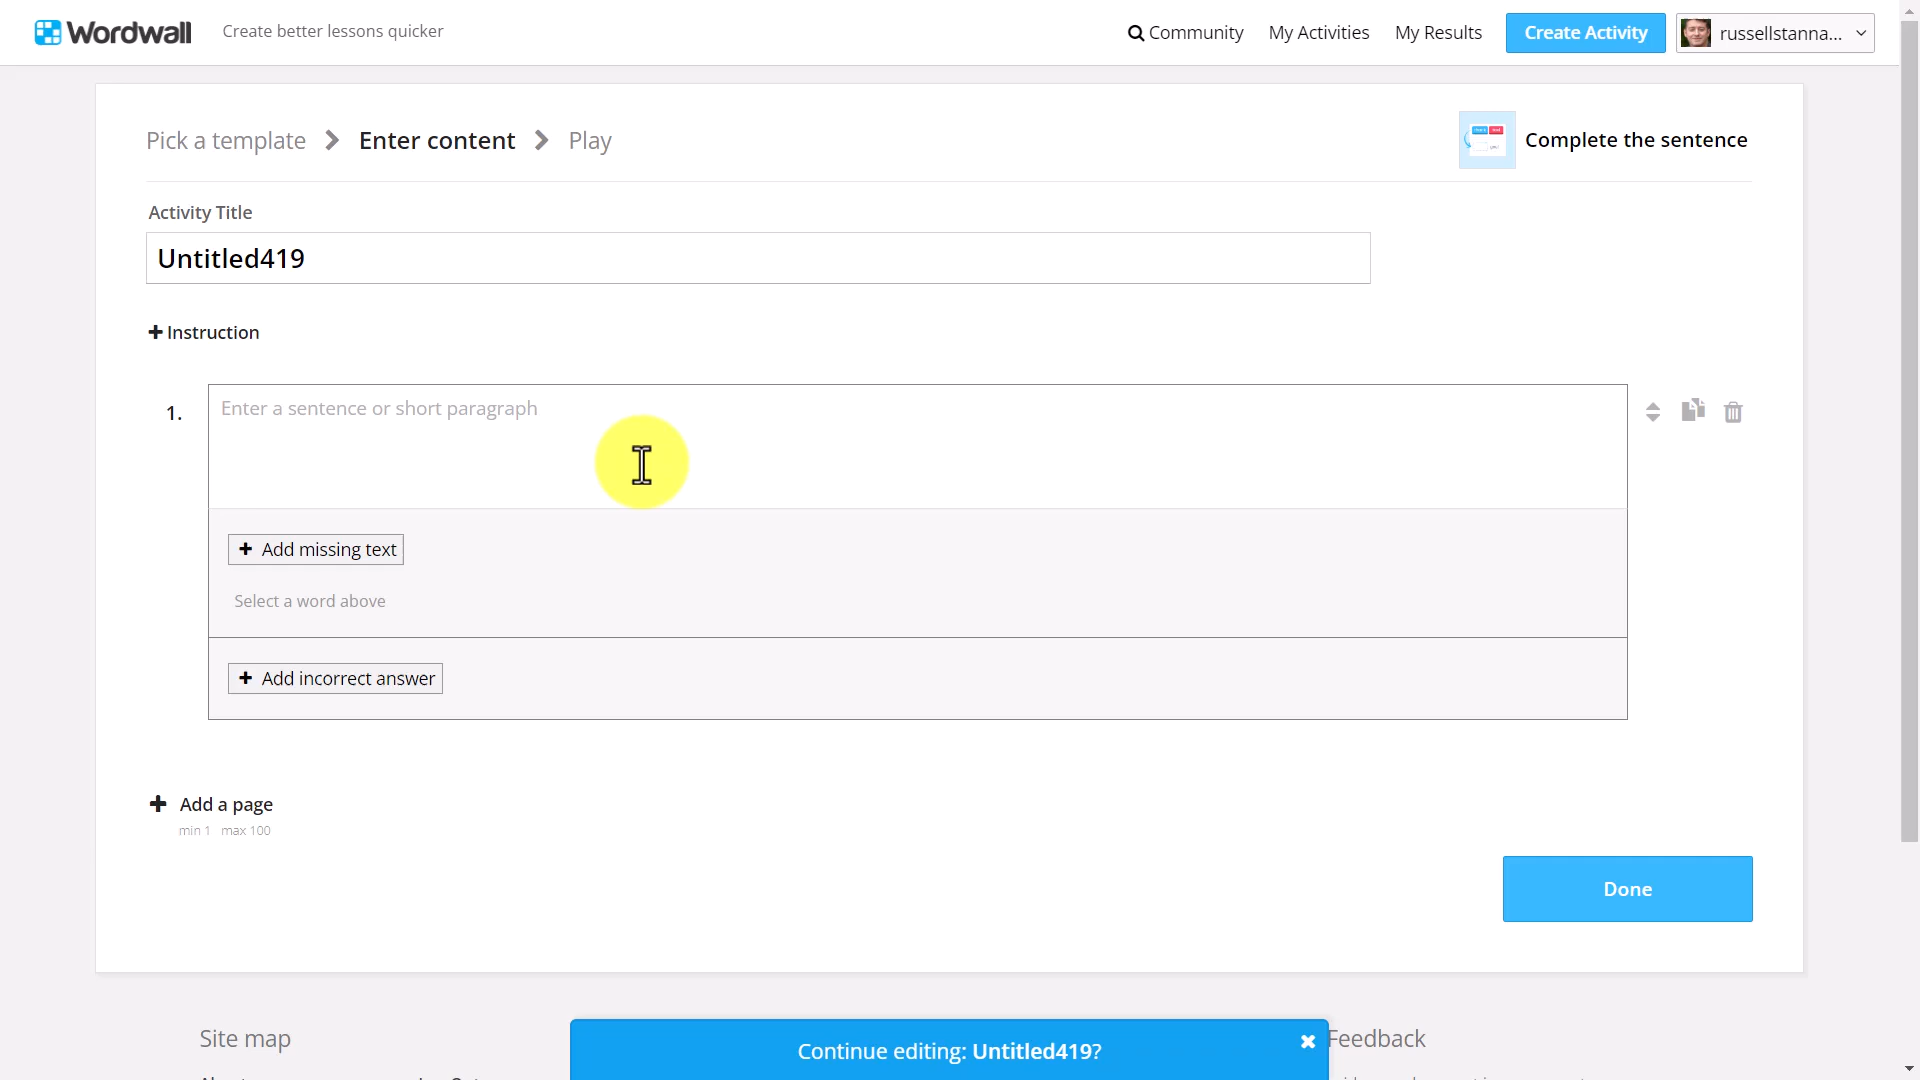 Wordwall Create better lessons quicker Community My Activities My Results Create Activity russellstanna...
Pick a template Enter content Play Complete the sentence
Activity Title
Untitled419
Instruction
1. Enter a sentence or short paragraph
Add missing text
Select a word above
Add incorrect answer
Add a page
min 1 max 100
Done
Site map Feedback
Continue editing: Untitled419?